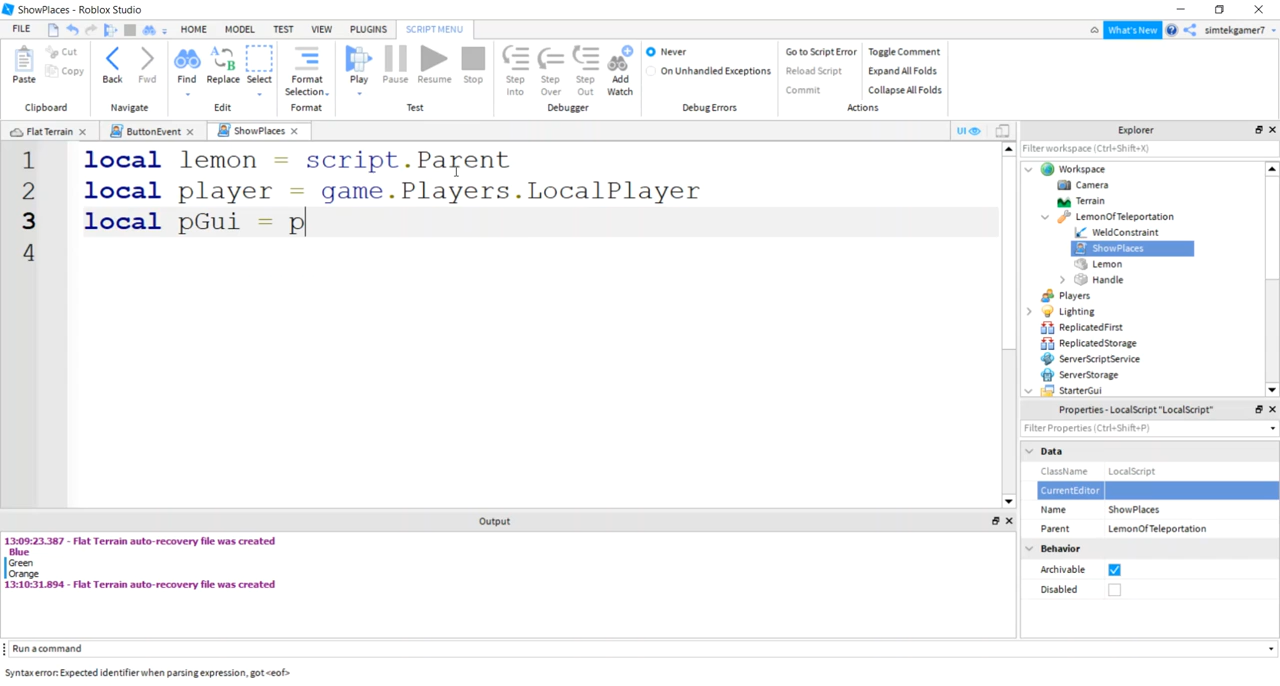 ShowPlaces - Roblox Studio
FILE HOME MODEL TEST VIEW PLUGINS SCRIPT MENU What's New simtekgamer7
Paste Cut Copy Clipboard
Back Fwd Navigate
Find Replace Select Edit
Format Selection Format
Play Pause Resume Stop Test
Step Into Step Over Step Out Add Watch Debugger
Never
On Unhandled Exceptions
Debug Errors
Go to Script Error Toggle Comment
Reload Script Expand All Folds
Commit Collapse All Folds
Actions
Flat Terrain ButtonEvent ShowPlaces UI
1 local lemon = script.Parent
2 local player = game.Players.LocalPlayer
3 local pGui = p
4
Explorer
Filter workspace (Ctrl+Shift+X)
Workspace
Camera
Terrain
LemonOfTeleportation
WeldConstraint
ShowPlaces
Lemon
Handle
Players
Lighting
ReplicatedFirst
ReplicatedStorage
ServerScriptService
ServerStorage
StarterGui
Properties - LocalScript "LocalScript"
Filter Properties (Ctrl+Shift+P)
Data
ClassName LocalScript
CurrentEditor
Name ShowPlaces
Parent LemonOfTeleportation
Behavior
Archivable
Disabled
Output
13:09:23.387 - Flat Terrain auto-recovery file was created
Blue
Green
Orange
13:10:31.894 - Flat Terrain auto-recovery file was created
Run a command
Syntax error: Expected identifier when parsing expression, got <eof>